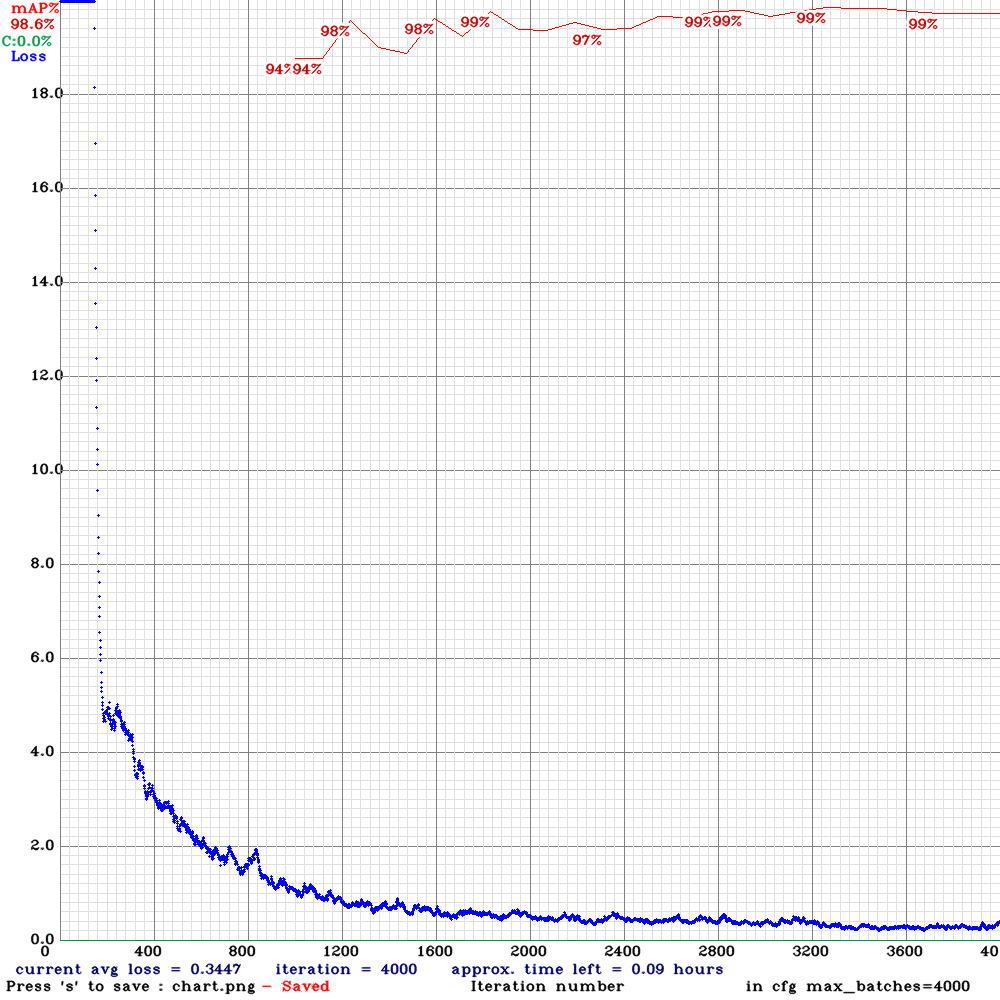 mAP%
98.6%
C:0.0%
Loss
94%94% 98% 98% 99% 97% 99%99% 99% 99%
18.0
16.0
14.0
12.0
10.0
8.0
6.0
4.0
2.0
0.0
0 400 800 1200 1600 2000 2400 2800 3200 3600 40
current avg loss = 0.3447 iteration = 4000 approx. time left = 0.09 hours
Press 's' to save : chart.png - Saved Iteration number in cfg max_batches=4000